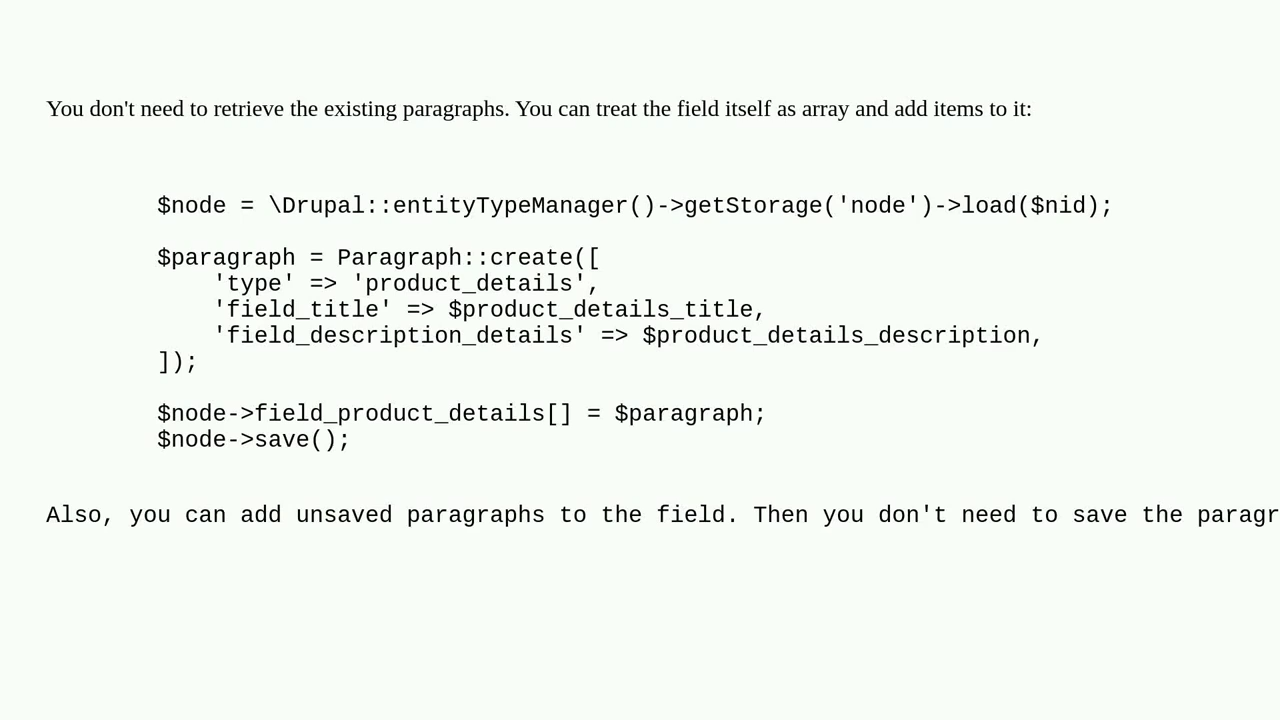 You don't need to retrieve the existing paragraphs. You can treat the field itself as array and add items to it:
$node = \Drupal::entityTypeManager()->getStorage('node')->load($nid);
$paragraph = Paragraph::create([
    'type' => 'product_details',
    'field_title' => $product_details_title,
    'field_description_details' => $product_details_description,
]);
$node->field_product_details[] = $paragraph;
$node->save();
Also, you can add unsaved paragraphs to the field. Then you don't need to save the paragr